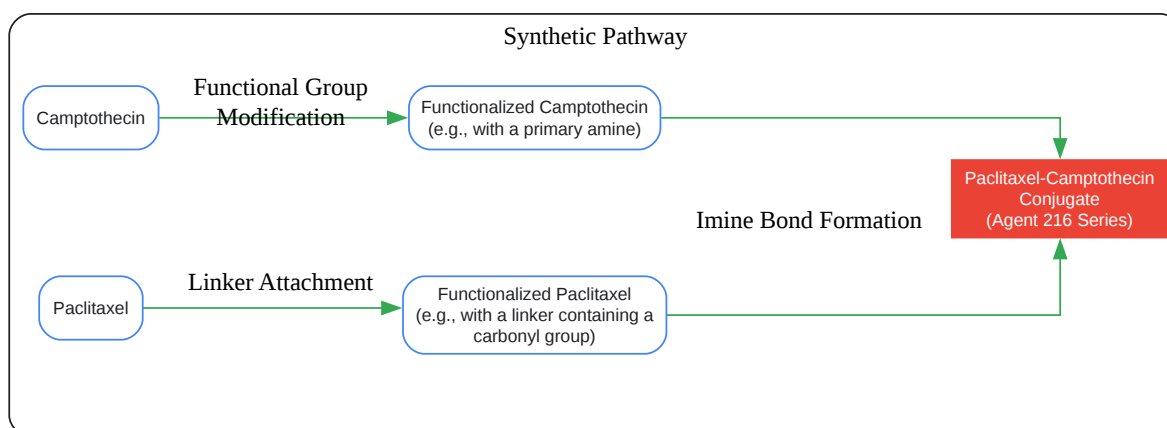 Synthetic Pathway
Camptothecin
Functional Group
Modification
Functionalized Camptothecin
(e.g., with a primary amine)
Paclitaxel-Camptothecin
Conjugate
(Agent 216 Series)
Imine Bond Formation
Paclitaxel
Linker Attachment
Functionalized Paclitaxel
(e.g., with a linker containing a
carbonyl group)